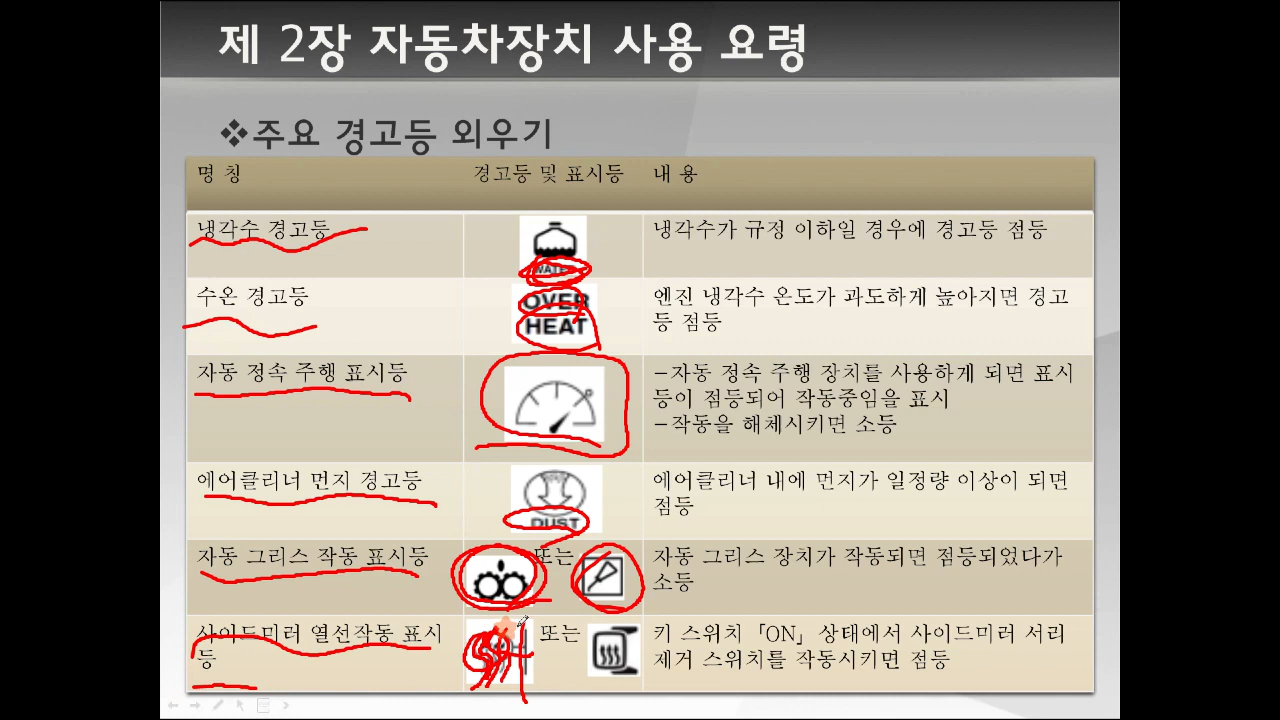 제 2장 자동차장치 사용 요령
❖주요 경고등 외우기
명 칭
경고등 및 표시등
내 용
냉각수 경고등
WATER
냉각수가 규정 이하일 경우에 경고등 점등
수온 경고등
OVER
HEAT
엔진 냉각수 온도가 과도하게 높아지면 경고
등 점등
자동 정속 주행 표시등
-자동 정속 주행 장치를 사용하게 되면 표시
등이 점등되어 작동중임을 표시
-작동을 해체시키면 소등
에어클리너 먼지 경고등
DUST
에어클리너 내에 먼지가 일정량 이상이 되면
점등
자동 그리스 작동 표시등
또는
자동 그리스 장치가 작동되면 점등되었다가
소등
사이드미러 열선작동 표시
등
또는
키 스위치「ON」상태에서 사이드미러 서리
제거 스위치를 작동시키면 점등